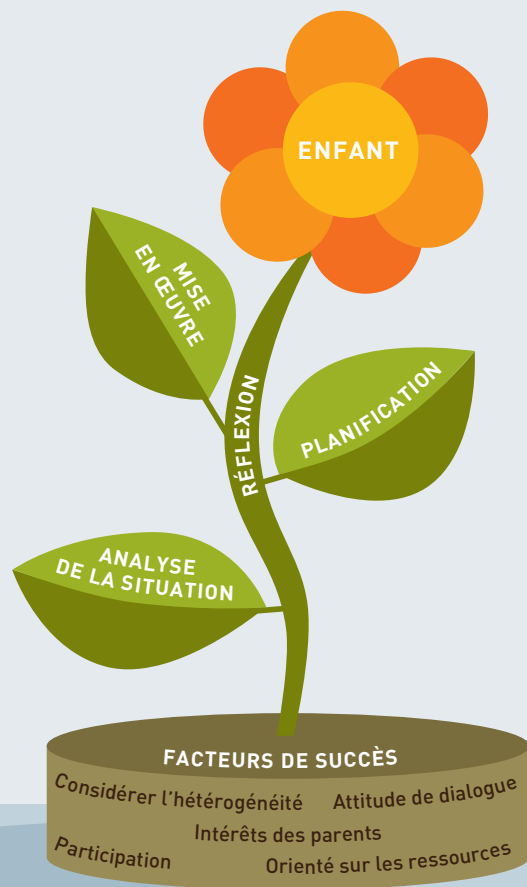 ENFANT
MISE
EN ŒUVRE
RÉFLEXION
PLANIFICATION
ANALYSE
DE LA SITUATION
FACTEURS DE SUCCÈS
Considérer l'hétérogénéité Attitude de dialogue
Intérêts des parents
Participation Orienté sur les ressources